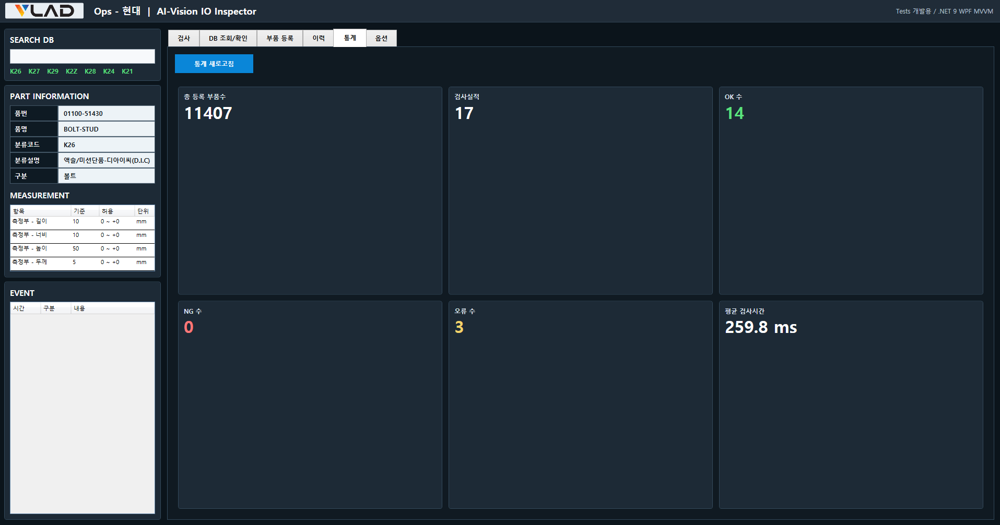 VLAD
Ops - 현대 | AI-Vision IO Inspector
Tests 개발용 / .NET 9 WPF MVVM
SEARCH DB
K26 K27 K29 K2Z K28 K24 K21
PART INFORMATION
품번 01100-51430
품명 BOLT-STUD
분류코드 K26
분류설명 액슬/미션단품-디아이씨(D.I.C)
구분 볼트
MEASUREMENT
항목 기준 허용 단위
측정부 - 길이 10 0 ~ +0 mm
측정부 - 너비 10 0 ~ +0 mm
측정부 - 높이 50 0 ~ +0 mm
측정부 - 두께 5 0 ~ +0 mm
EVENT
시간 구분 내용
검사 DB 조회/확인 부품 등록 이력 통계 옵션
통계 새로고침
총 등록 부품수
11407
검사실적
17
OK 수
14
NG 수
0
오류 수
3
평균 검사시간
259.8 ms